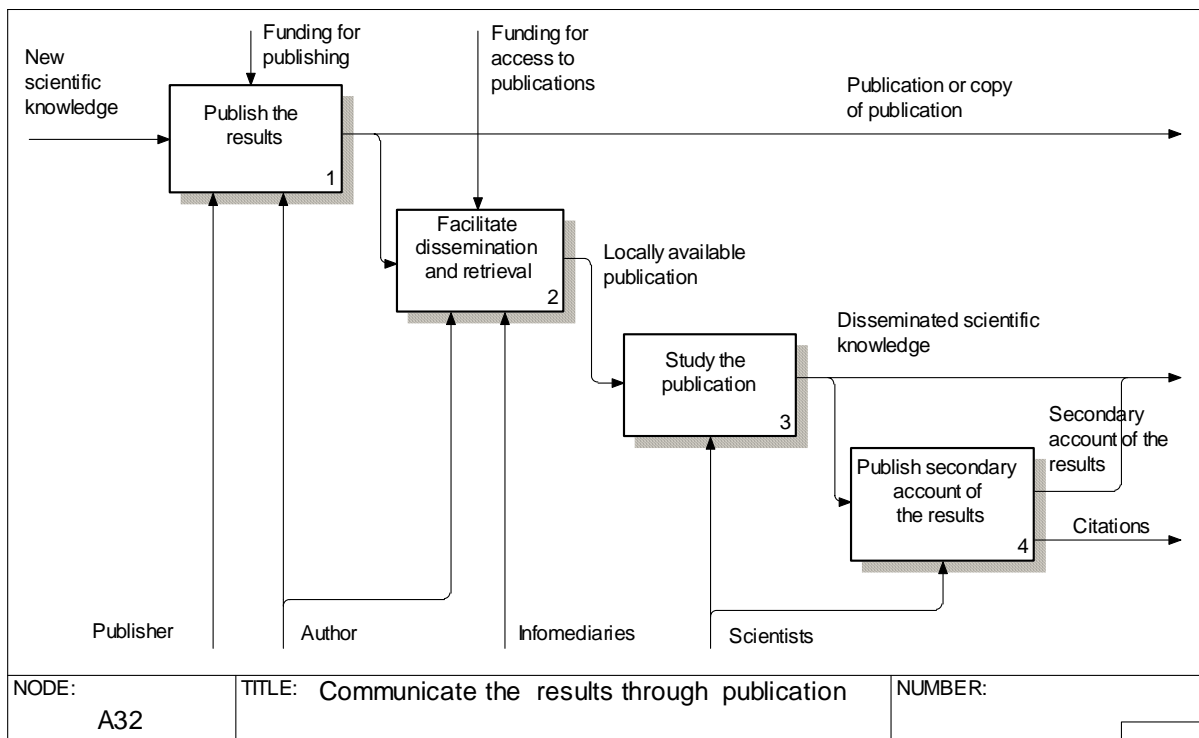 New
scientific
knowledge
Funding for
publishing
Funding for
access to
publications
Publication or copy
of publication
Publish the
results
1
Facilitate
dissemination
and retrieval
2
Locally available
publication
Study the
publication
3
Disseminated scientific
knowledge
Secondary
account of the
results
Publish secondary
account of
the results
4
Citations
Publisher
Author
Infomediaries
Scientists
NODE:
A32
TITLE: Communicate the results through publication
NUMBER: